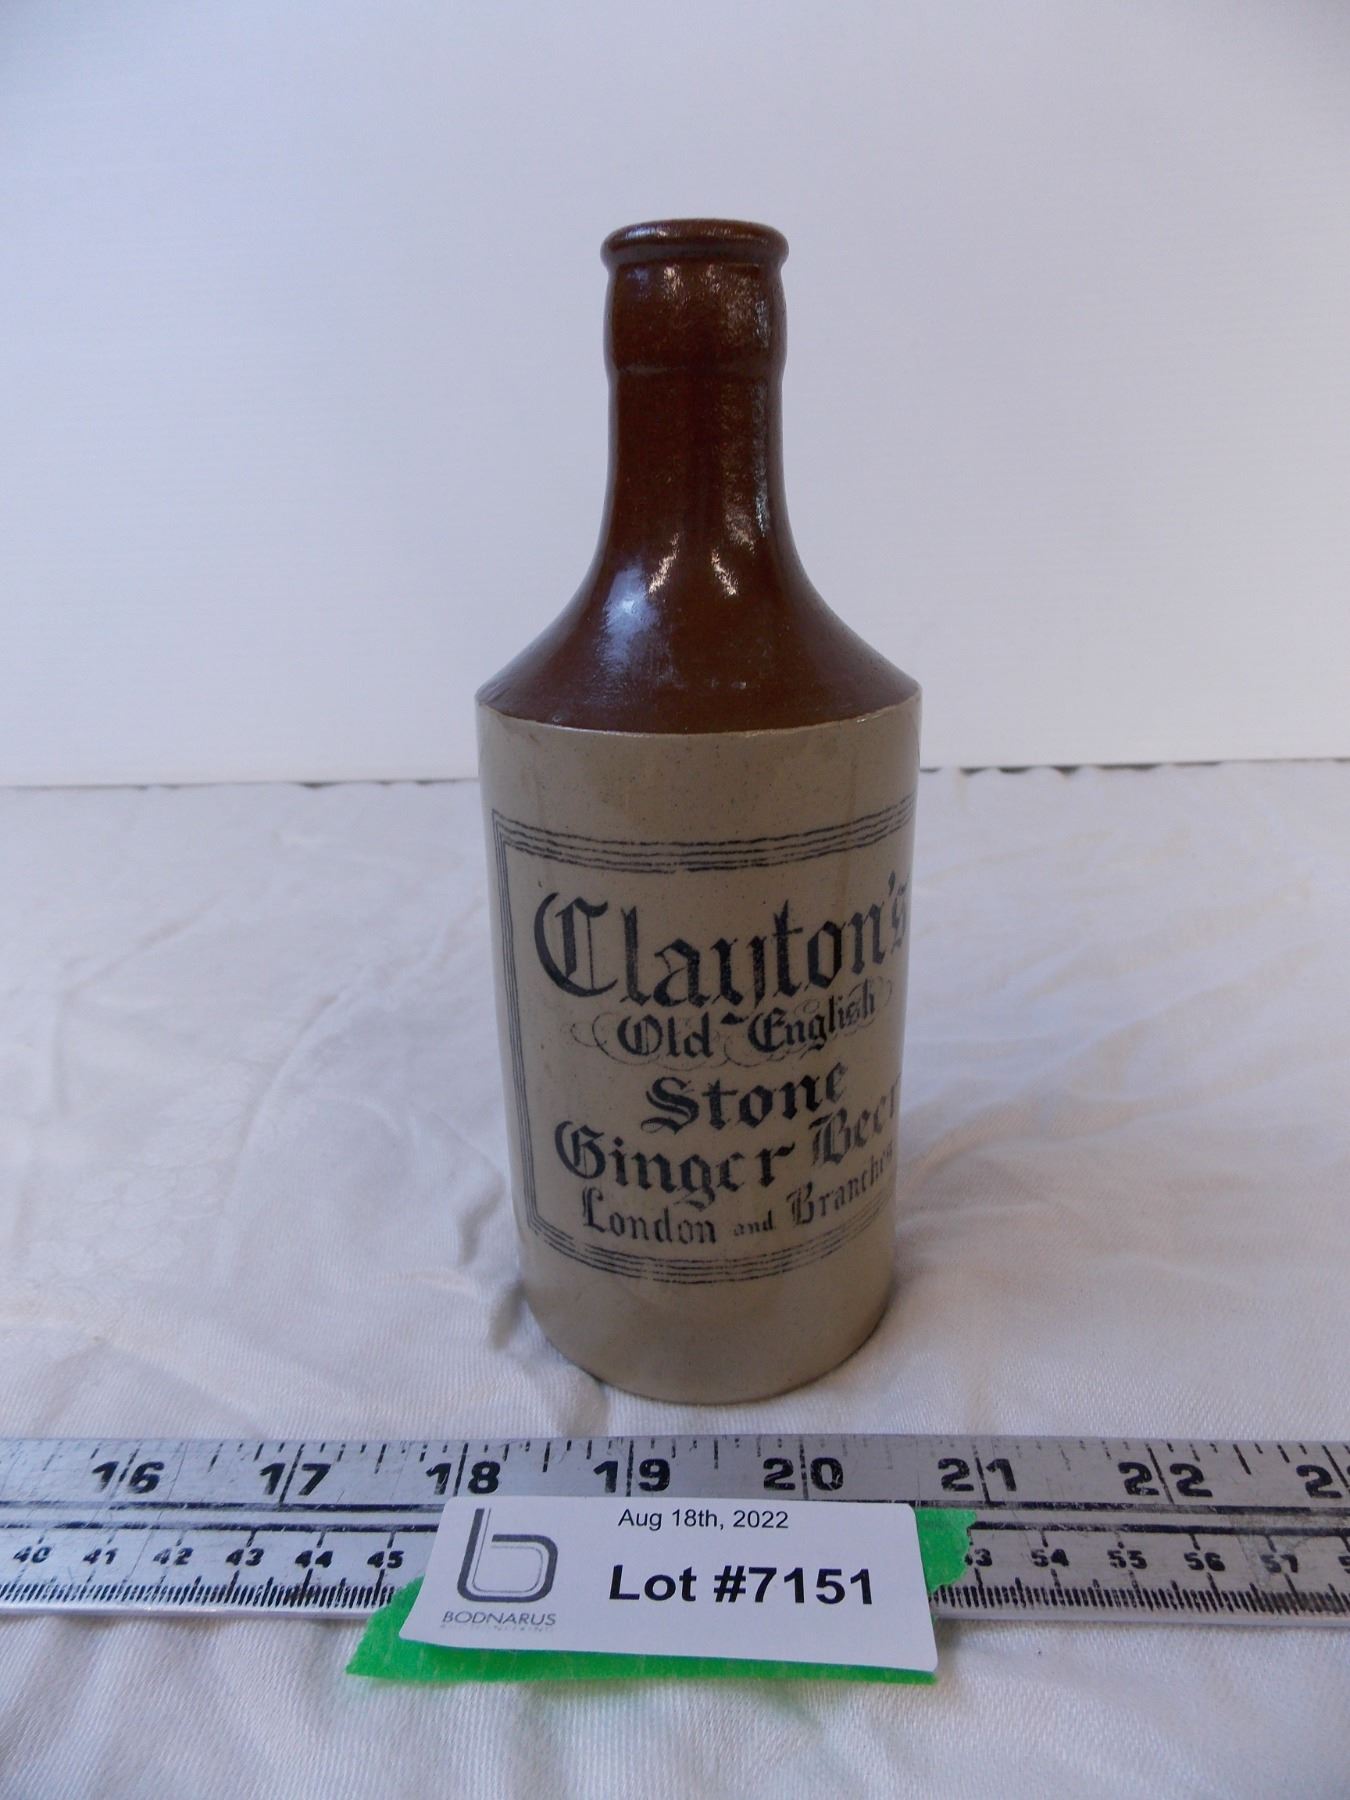 Clayton's
Old English
Stone
Ginger Beer
London and Branches
16 17 18 19 20 21 22
40 41 42 43 44 45
54 55 56 57
Aug 18th, 2022
Lot #7151
BODNARUS